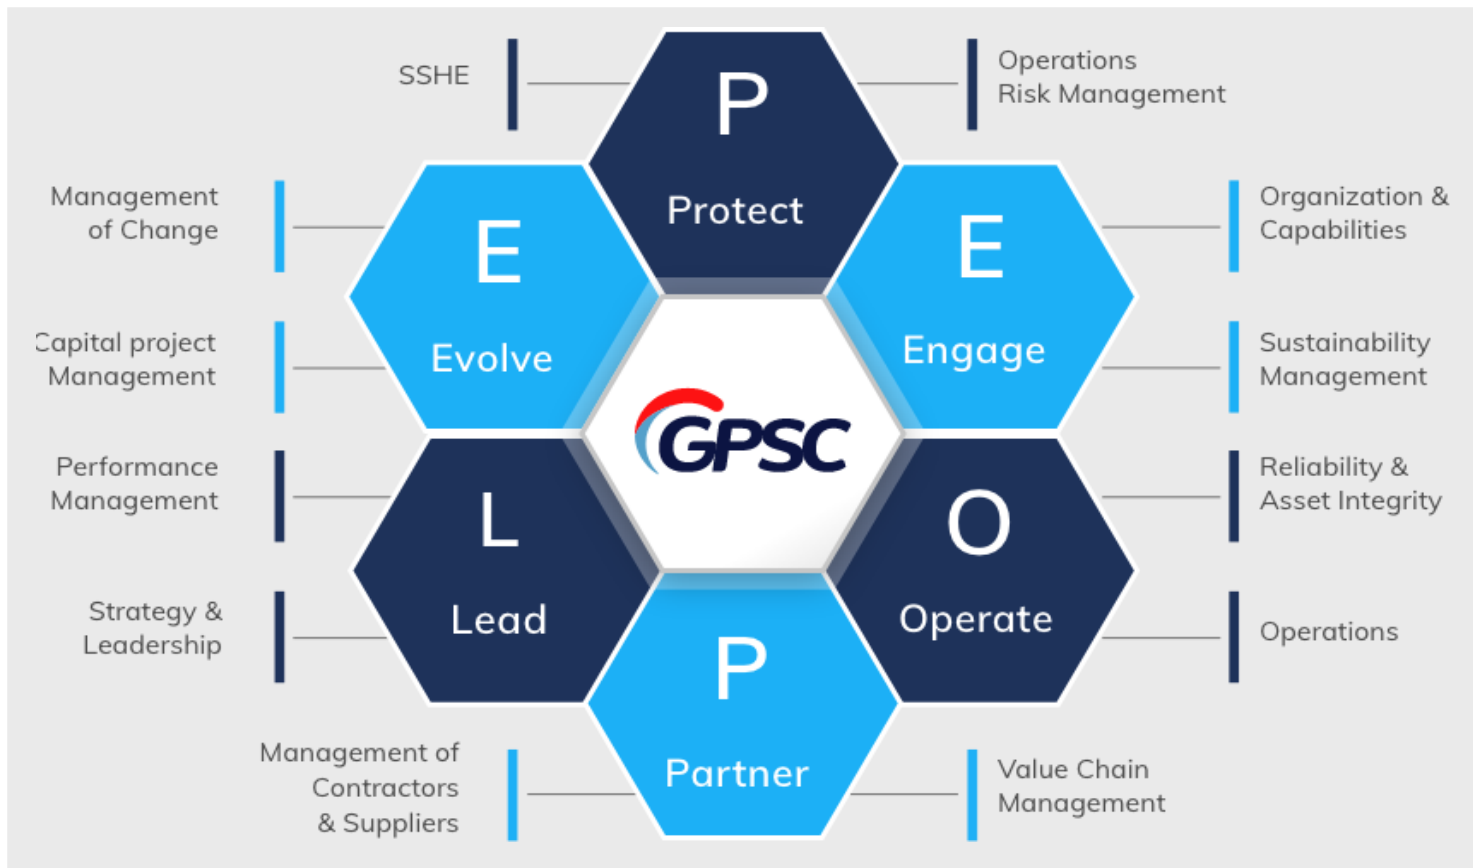 SSHE
P
Protect
Operations
Risk Management
Management
of Change
E
Evolve
E
Engage
Organization &
Capabilities
Capital project
Management
Sustainability
Management
GPSC
Performance
Management
L
Lead
O
Operate
Reliability &
Asset Integrity
Strategy &
Leadership
Operations
P
Partner
Management of
Contractors
& Suppliers
Value Chain
Management